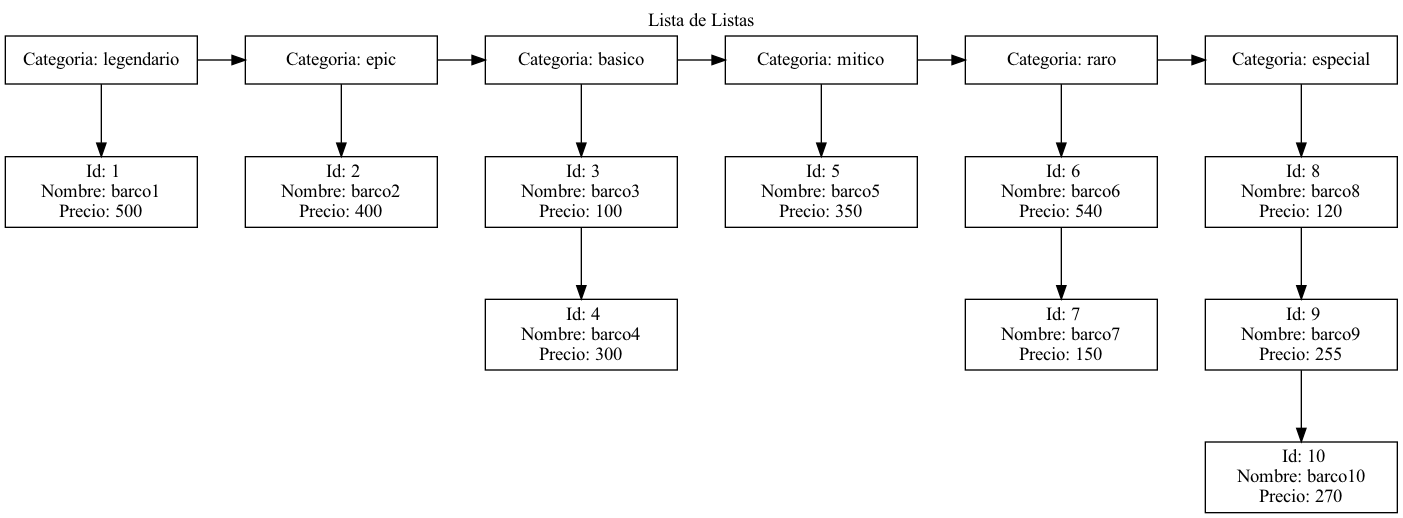 Lista de Listas
Categoria: legendario
Categoria: epic
Categoria: basico
Categoria: mitico
Categoria: raro
Categoria: especial
Id: 1
Nombre: barco1
Precio: 500
Id: 2
Nombre: barco2
Precio: 400
Id: 3
Nombre: barco3
Precio: 100
Id: 5
Nombre: barco5
Precio: 350
Id: 6
Nombre: barco6
Precio: 540
Id: 8
Nombre: barco8
Precio: 120
Id: 4
Nombre: barco4
Precio: 300
Id: 7
Nombre: barco7
Precio: 150
Id: 9
Nombre: barco9
Precio: 255
Id: 10
Nombre: barco10
Precio: 270